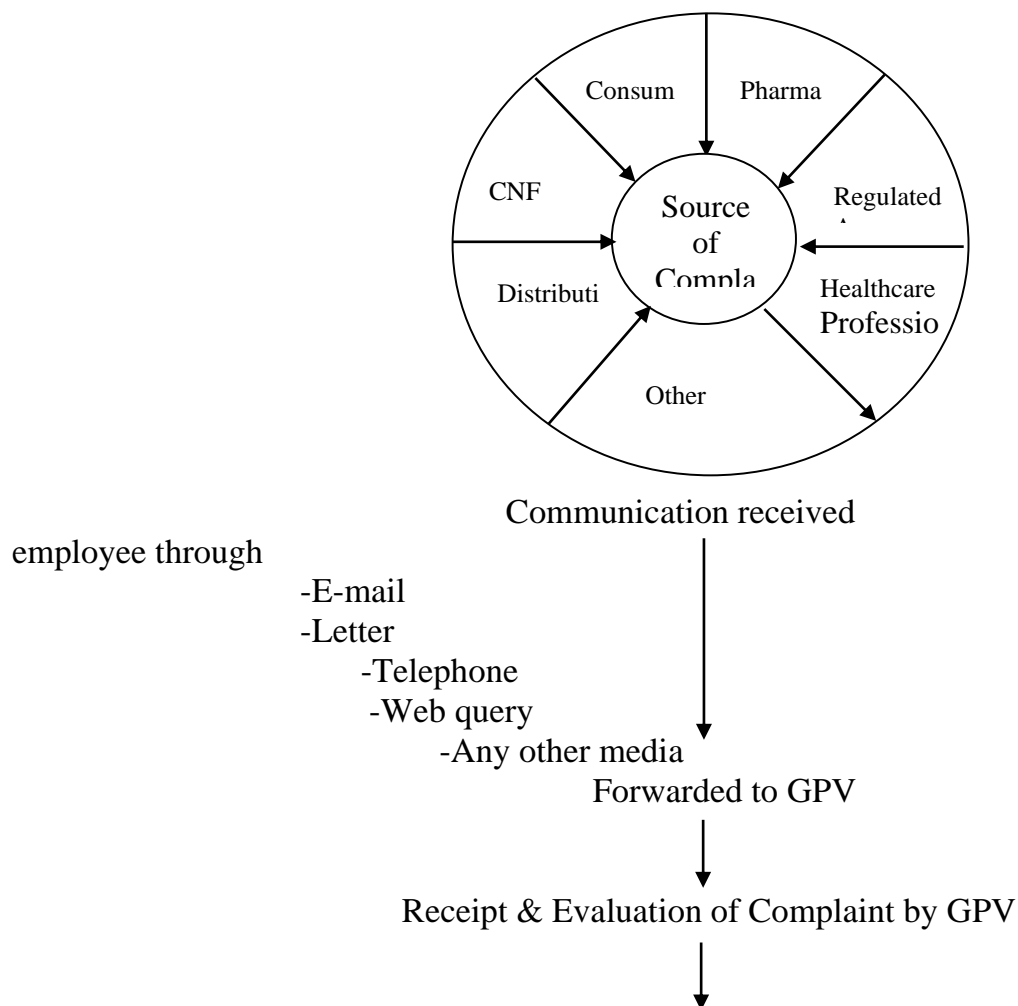 Consum
Pharma
CNF
Regulated
Source
of
Compla
Distributi
Healthcare
Professio
Other
Communication received
employee through
-E-mail
-Letter
-Telephone
-Web query
-Any other media
Forwarded to GPV
Receipt & Evaluation of Complaint by GPV